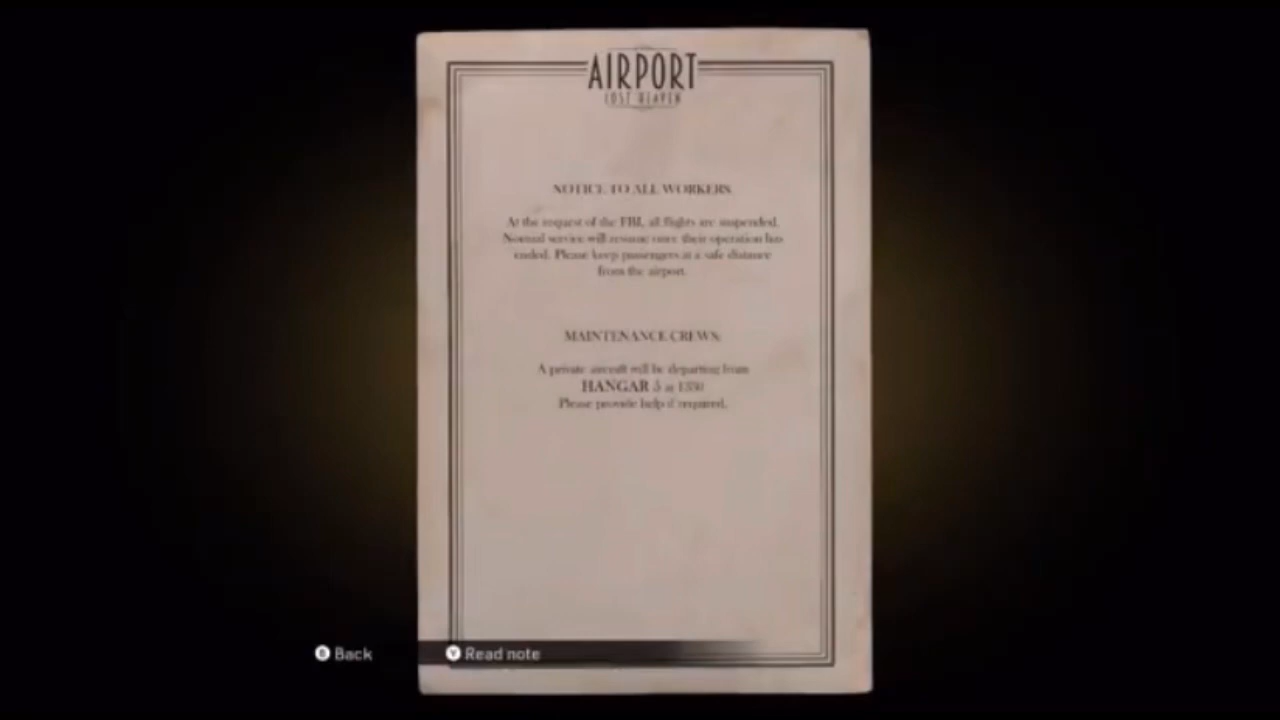 AIRPORT
LOST HEAVEN
NOTICE TO ALL WORKERS
At the request of the FBI, all flights are suspended.
Normal service will resume once their operation has
ended. Please keep passengers at a safe distance
from the airport.
MAINTENANCE CREWS
A private aircraft will be departing from
HANGAR 5 at
Please provide help if required.
B Back
Y Read note